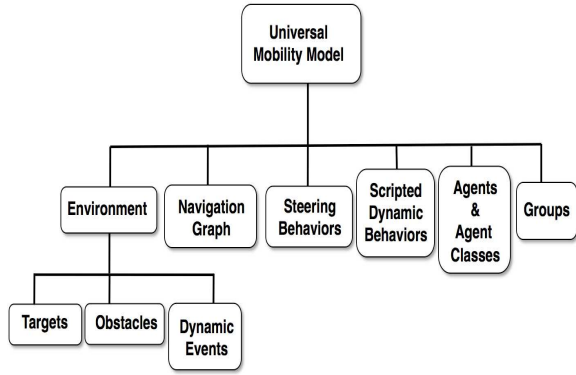 Universal
Mobility Model
Environment
Navigation
Graph
Steering
Behaviors
Scripted
Dynamic
Behaviors
Agents
&
Agent
Classes
Groups
Targets
Obstacles
Dynamic
Events